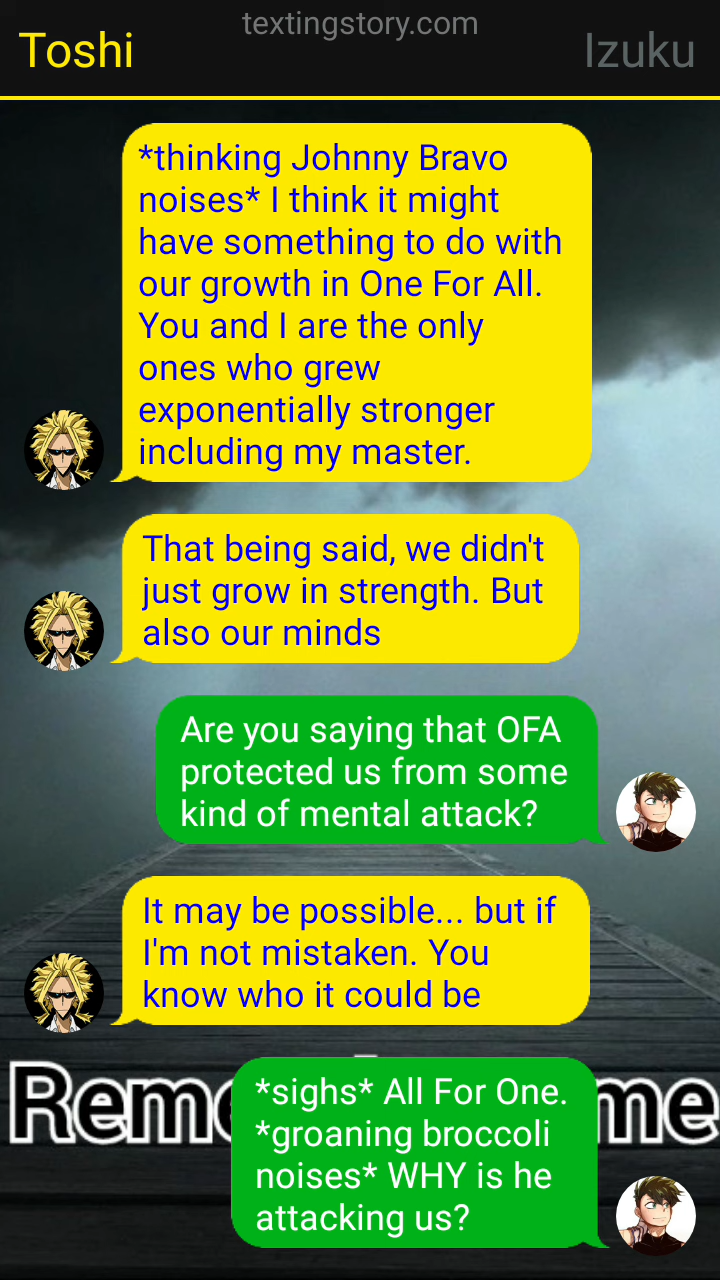 textingstory.com
Toshi
Izuku
*thinking Johnny Bravo
noises* I think it might
have something to do with
our growth in One For All.
You and I are the only
ones who grew
exponentially stronger
including my master.
That being said, we didn't
just grow in strength. But
also our minds
Are you saying that OFA
protected us from some
kind of mental attack?
It may be possible... but if
I'm not mistaken. You
know who it could be
*sighs* All For One.
*groaning broccoli
noises* WHY is he
attacking us?
me